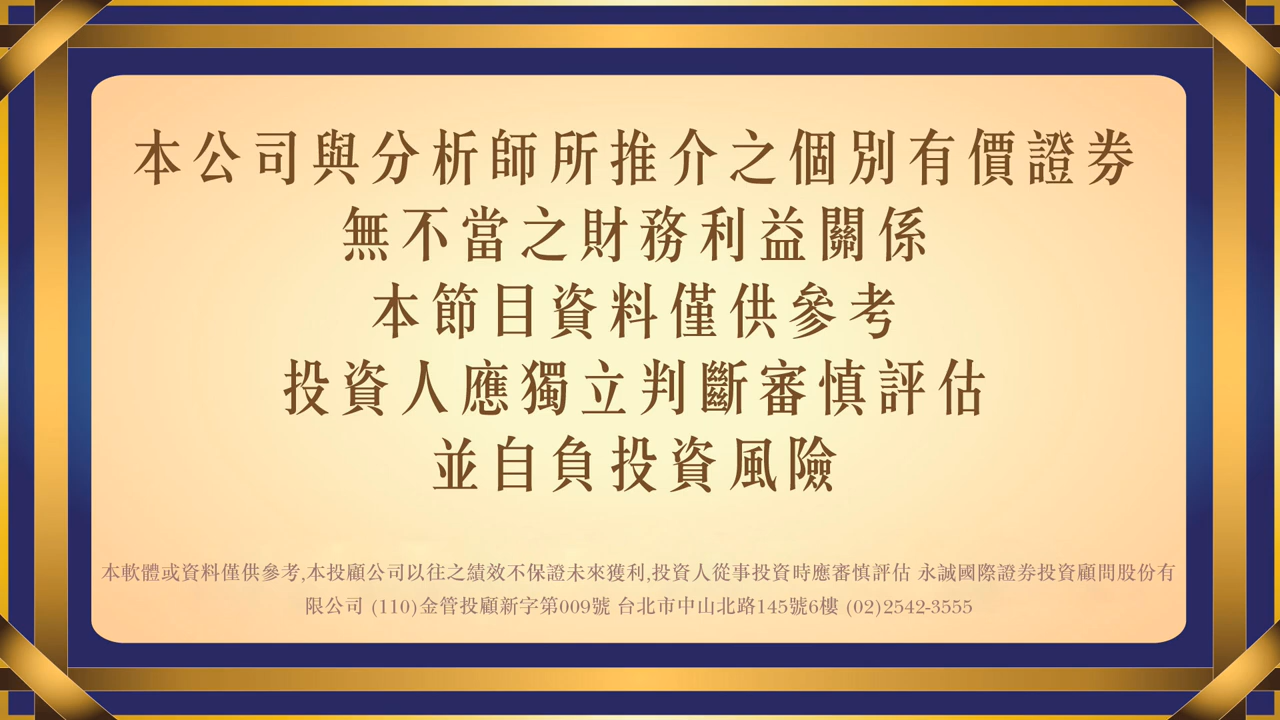 本公司與分析師所推介之個別有價證券
無不當之財務利益關係
本節目資料僅供參考
投資人應獨立判斷審慎評估
並自負投資風險
本軟體或資料僅供參考,本投顧公司以往之績效不保證未來獲利,投資人從事投資時應審慎評估 永誠國際證券投資顧問股份有
限公司 (110)金管投顧新字第009號 台北市中山北路145號6樓 (02)2542-3555